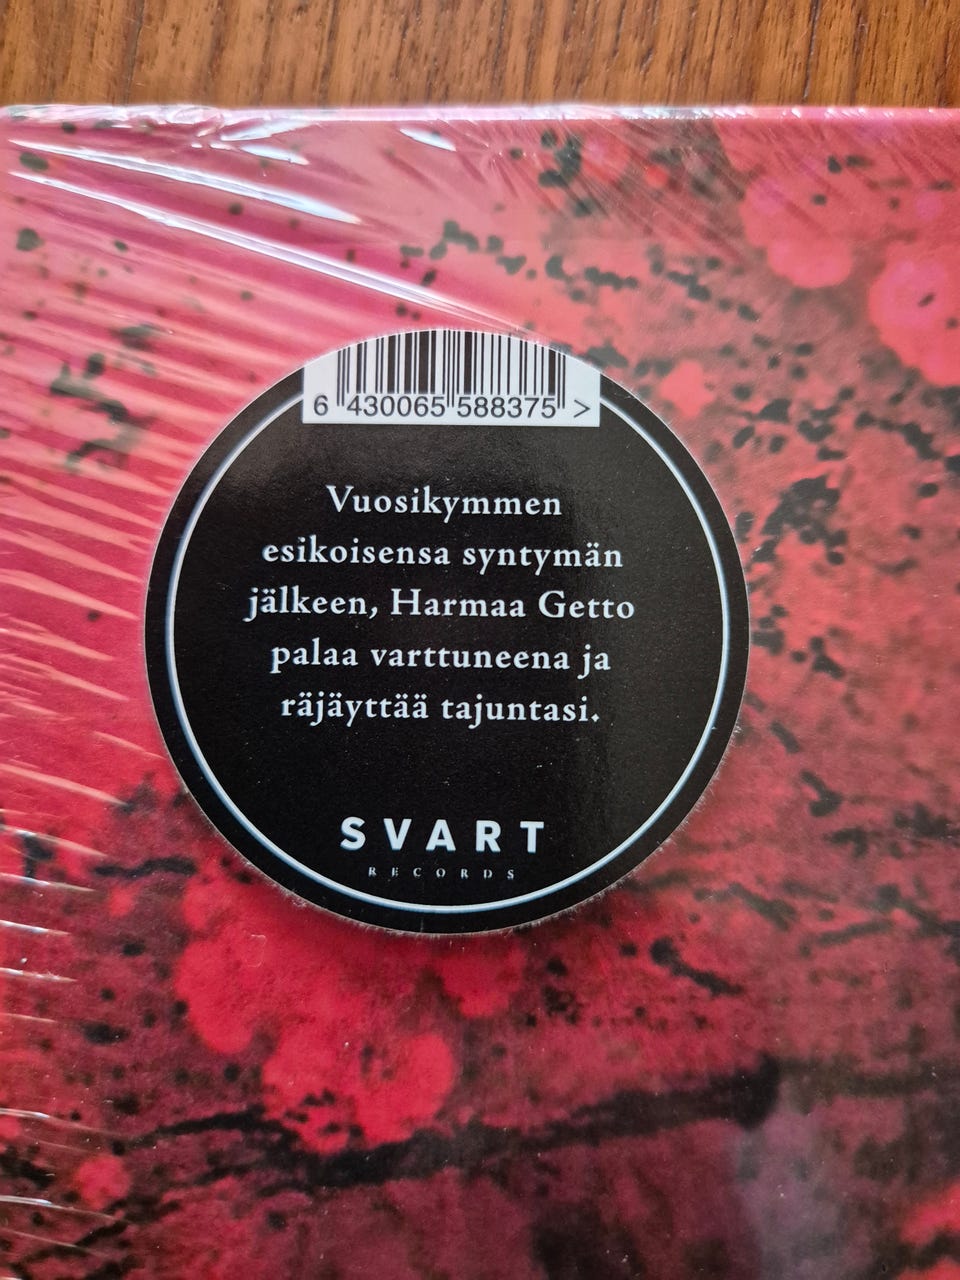 6 430065 588375 >
Vuosikymmen
esikoisensa syntymän
jälkeen, Harmaa Getto
palaa varttuneena ja
räjäyttää tajuntasi.
SVART
RECORDS